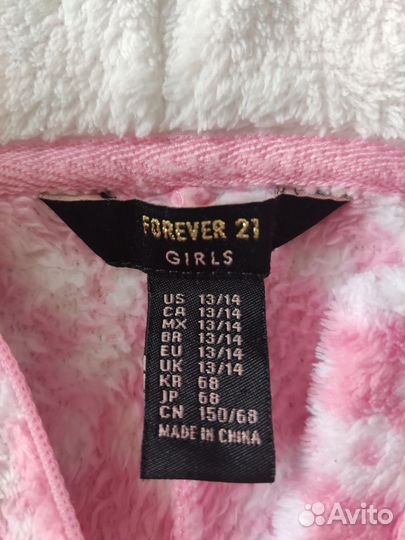 FOREVER 21
GIRLS
US 13/14
CA 13/14
MX 13/14
BR 13/14
EU 13/14
UK 13/14
KR 68
JP 68
CN 150/68
MADE IN CHINA
Avito